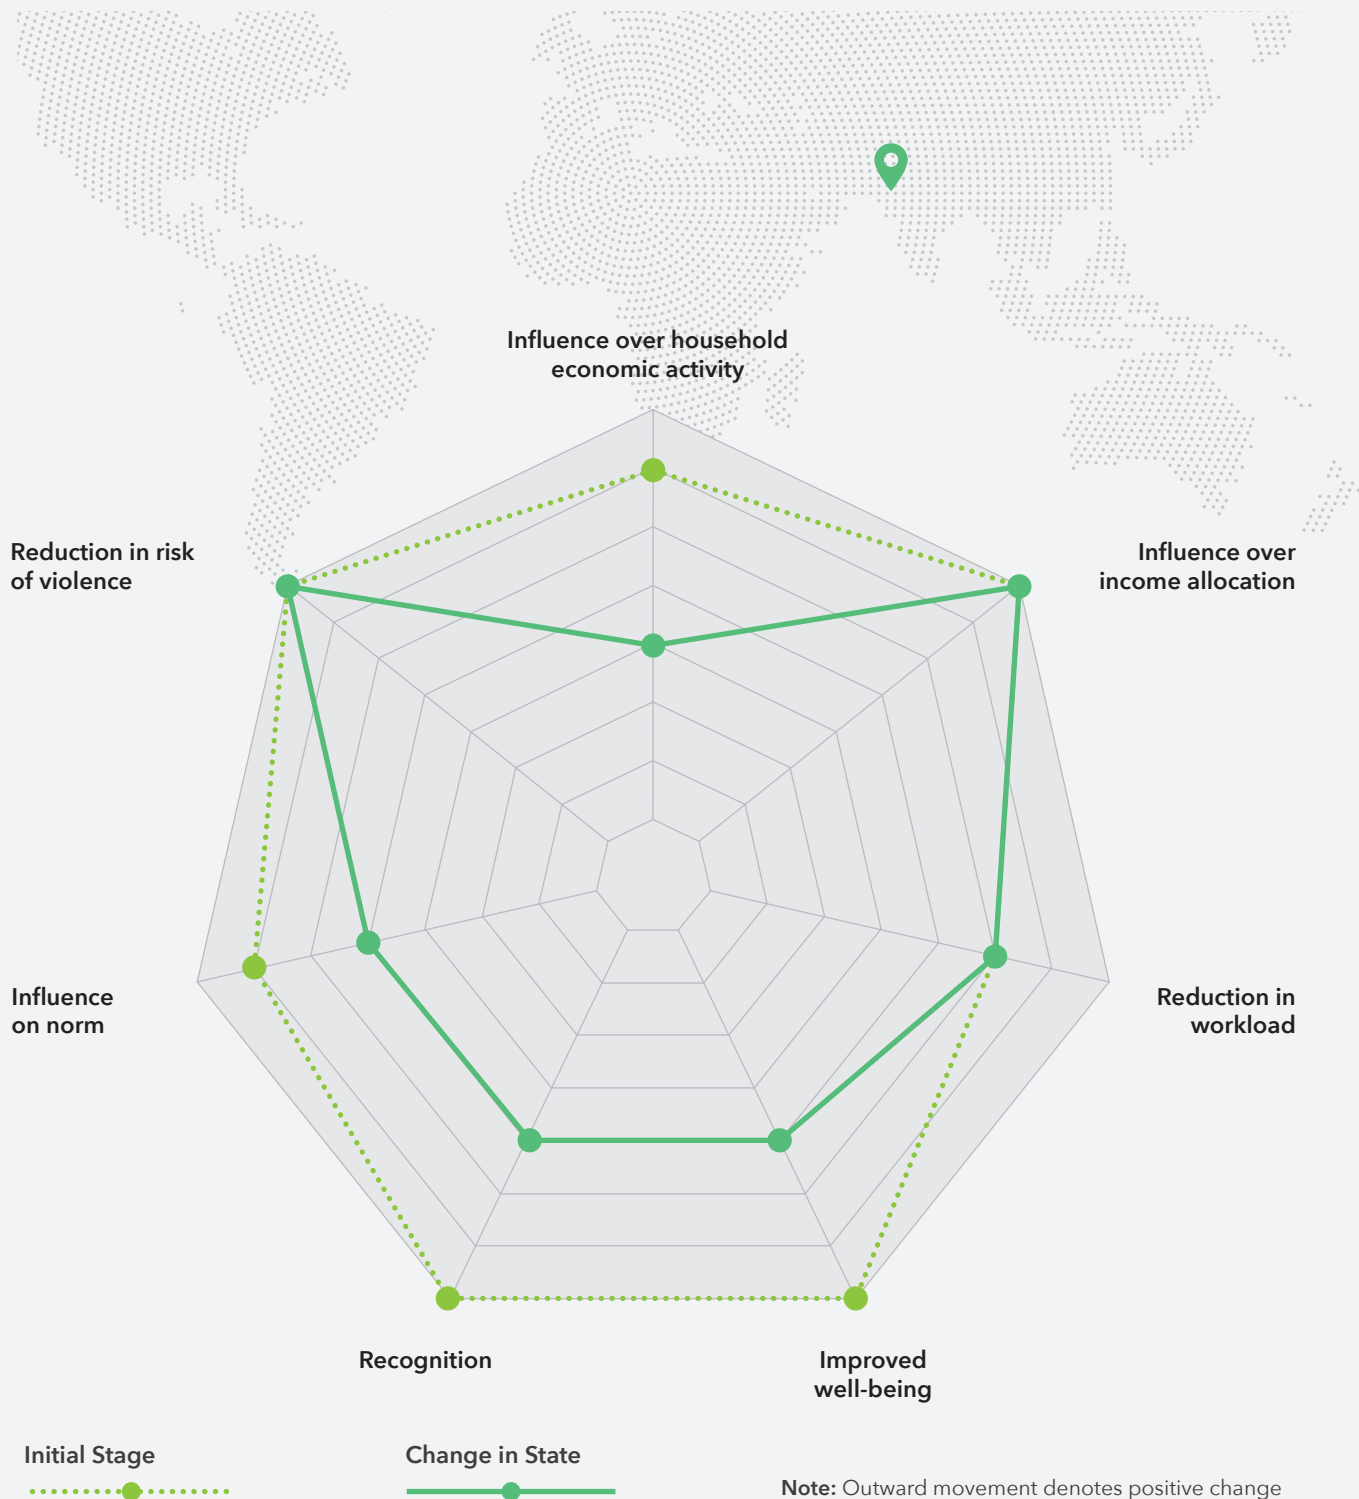 Influence over household
economic activity
Reduction in risk
of violence
Influence over
income allocation
Influence
on norm
Reduction in
workload
Recognition
Improved
well-being
Initial Stage
Change in State
Note: Outward movement denotes positive change